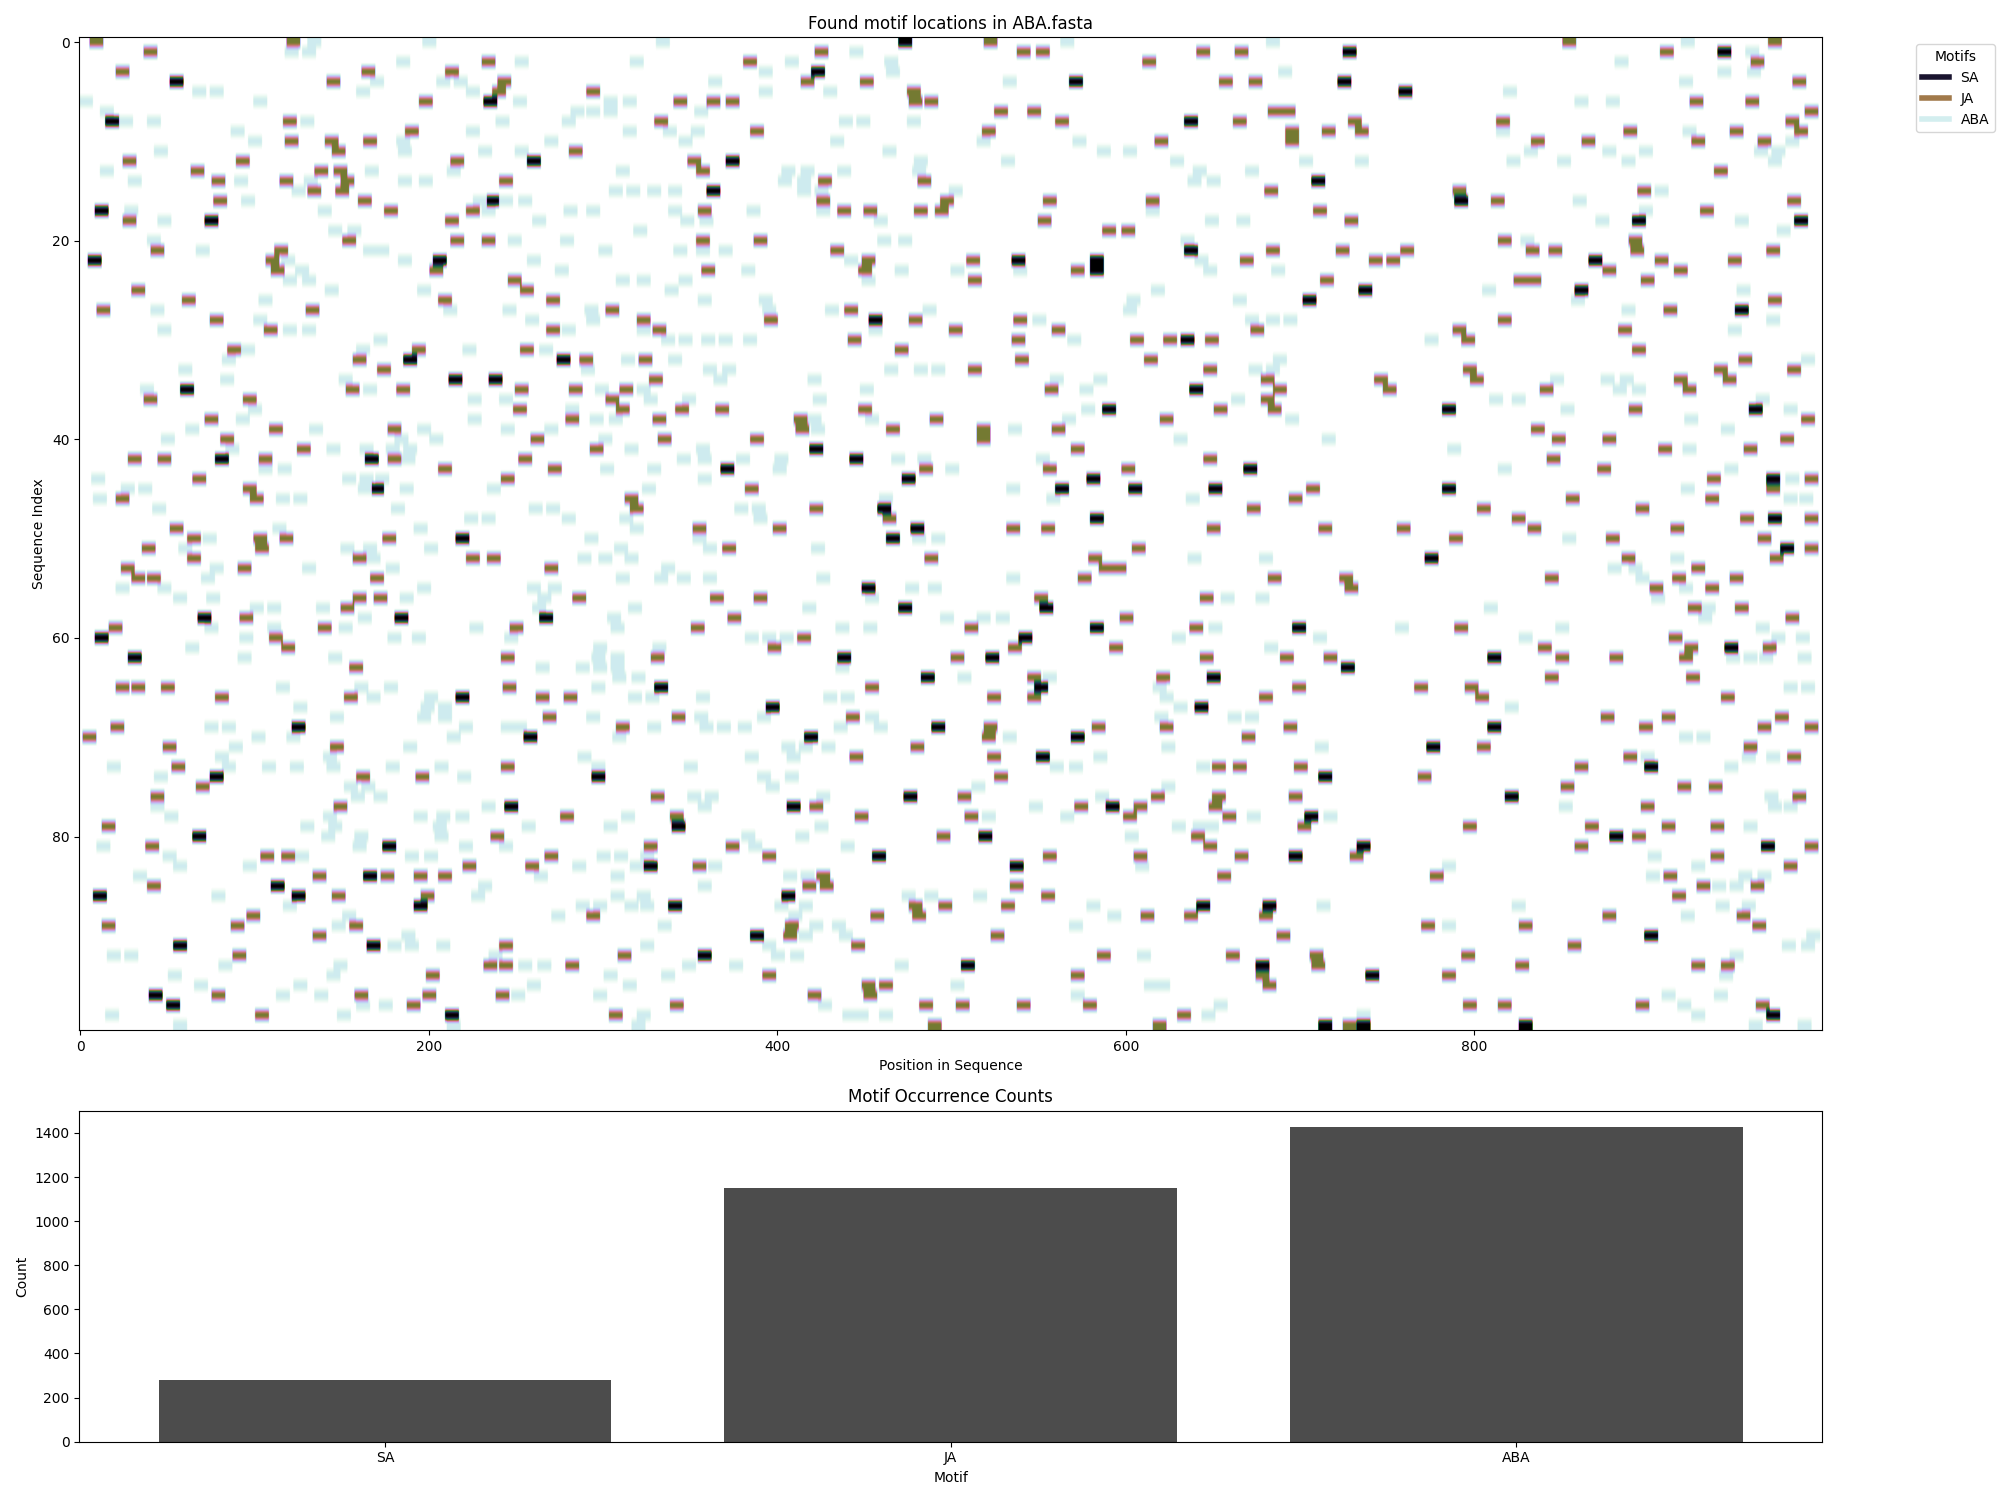 Found motif locations in ABA.fasta
Motifs
SA
JA
ABA
Sequence Index
0
20
40
60
80
0 200 400 600 800
Position in Sequence
Motif Occurrence Counts
Count
1400
1200
1000
800
600
400
200
0
SA JA ABA
Motif